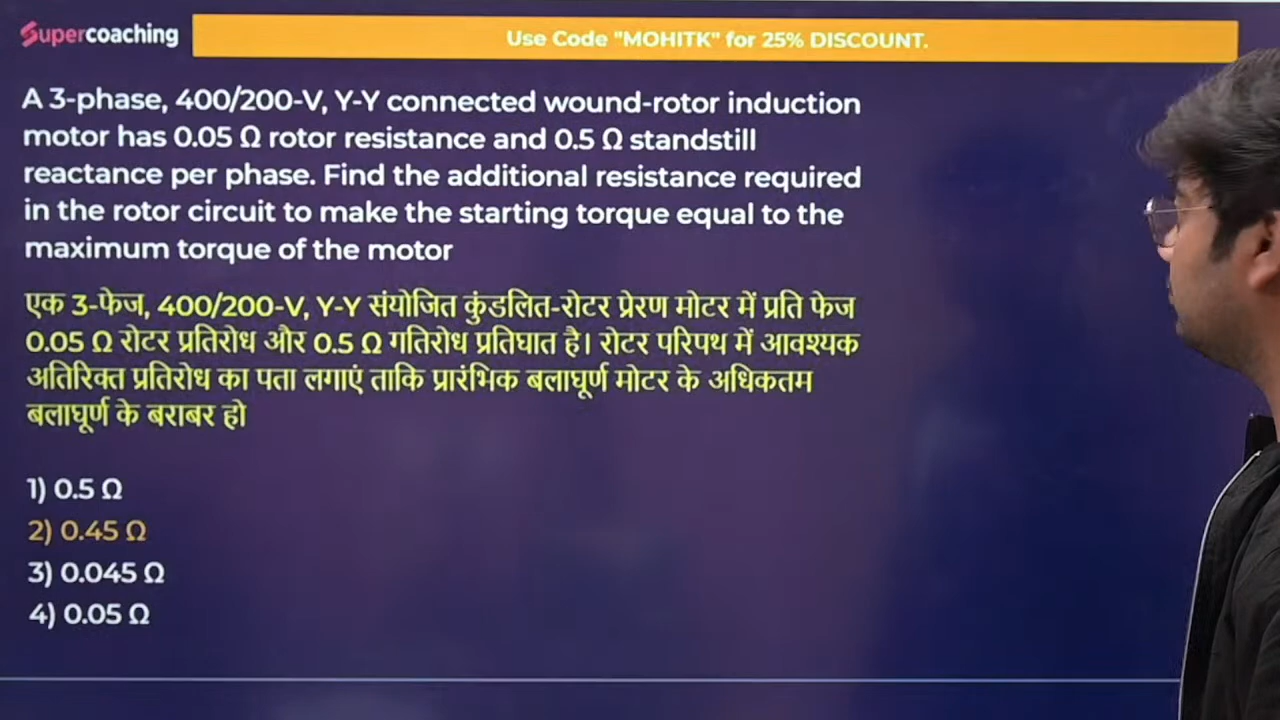 Supercoaching
Use Code "MOHITK" for 25% DISCOUNT.
A 3-phase, 400/200-V, Y-Y connected wound-rotor induction
motor has 0.05 Ω rotor resistance and 0.5 Ω standstill
reactance per phase. Find the additional resistance required
in the rotor circuit to make the starting torque equal to the
maximum torque of the motor
एक 3-फेज, 400/200-V, Y-Y संयोजित कुंडलित-रोटर प्रेरण मोटर में प्रति फेज
0.05 Ω रोटर प्रतिरोध और 0.5 Ω गतिरोध प्रतिघात है। रोटर परिपथ में आवश्यक
अतिरिक्त प्रतिरोध का पता लगाएं ताकि प्रारंभिक बलाघूर्ण मोटर के अधिकतम
बलाघूर्ण के बराबर हो
1) 0.5 Ω
2) 0.45 Ω
3) 0.045 Ω
4) 0.05 Ω